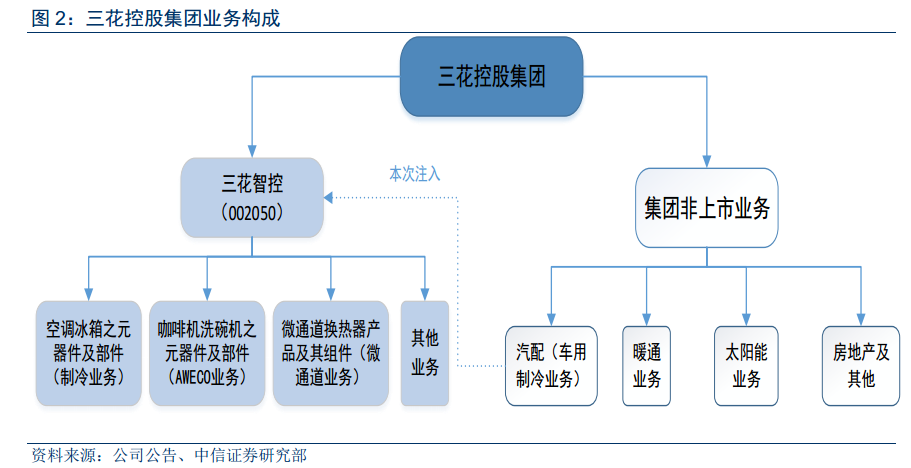 图 2：三花控股集团业务构成
三花控股集团
本次注入
三花智控
（002050）
集团非上市业务
空调冰箱之元
器件及部件
（制冷业务）
咖啡机洗碗机之
元器件及部件
（AWECO业务）
微通道换热器产
品及其组件（微
通道业务）
其他
业务
汽配（车用
制冷业务）
暖通
业务
太阳能
业务
房地产及
其他
资料来源：公司公告、中信证券研究部